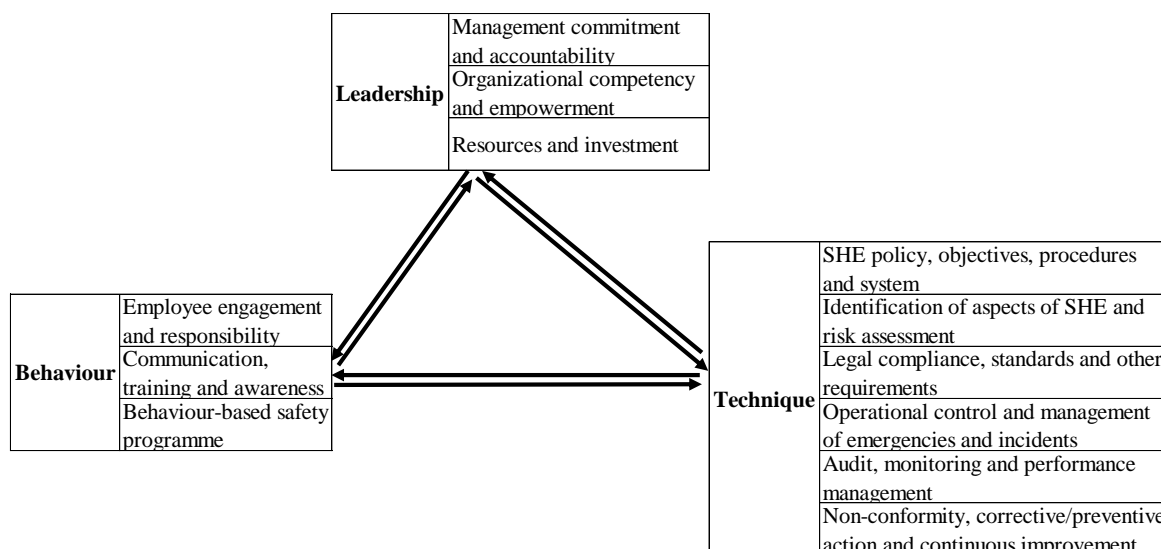 Leadership
Management commitment
and accountability
Organizational competency
and empowerment
Resources and investment
Behaviour
Employee engagement
and responsibility
Communication,
training and awareness
Behaviour-based safety
programme
Technique
SHE policy, objectives, procedures
and system
Identification of aspects of SHE and
risk assessment
Legal compliance, standards and other
requirements
Operational control and management
of emergencies and incidents
Audit, monitoring and performance
management
Non-conformity, corrective/preventive
action and continuous improvement